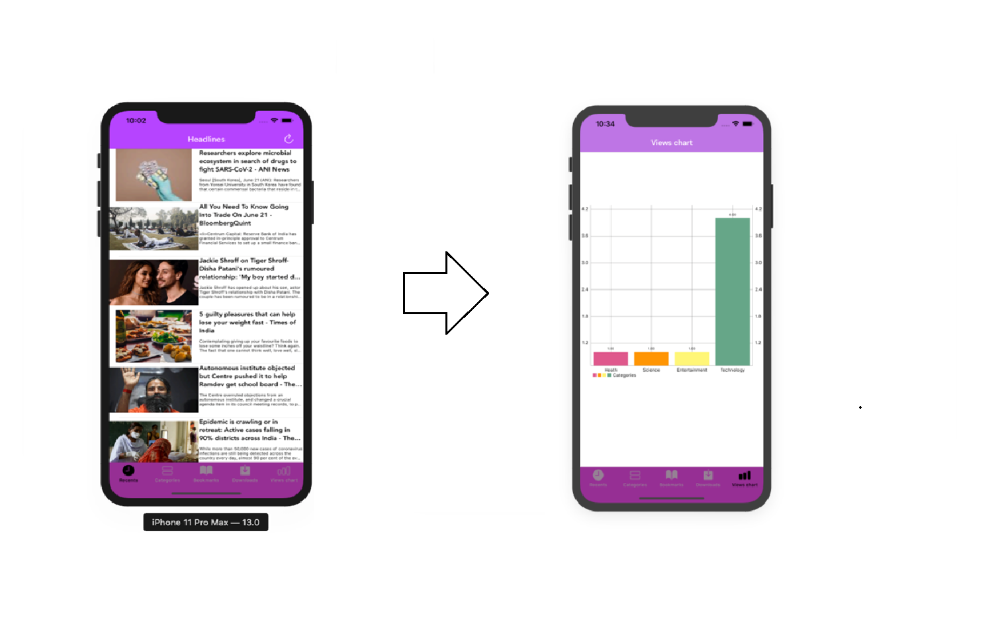 10:02
Headlines
Researchers explore microbial
ecosystem in search of drugs to
fight SARS-CoV-2 - ANI News
Seoul [South Korea], June 21 (ANI): Researchers
from Yonsei University in South Korea have found
that certain commensal bacteria that reside in t...
All You Need To Know Going
Into Trade On June 21 -
BloombergQuint
<li>Centrum Capital: Reserve Bank of India has
granted in-principle approval to Centrum
Financial Services to set up a small finance ban...
Jackie Shroff on Tiger Shroff-
Disha Patani's rumoured
relationship: 'My boy started d...
Jackie Shroff has opened up about his son, actor
Tiger Shroff's relationship with Disha Patani. The
couple has been rumoured to be in a relationshi...
5 guilty pleasures that can help
lose your weight fast - Times of
India
Contemplating giving up your favourite foods to
lose some inches off your waistline? Think again.
The fact that one cannot think well, love well, sl...
Autonomous institute objected
but Centre pushed it to help
Ramdev get school board - The...
The Centre overruled objections from an
autonomous institute, and changed a crucial
agenda item in its council meeting records, to p...
Epidemic is crawling or in
retreat: Active cases falling in
90% districts across India - The...
While more than 50,000 new cases of coronavirus
infections are still being detected across the
country every day, almost 90 per cent of the av...
Recents Categories Bookmarks Downloads Views chart
iPhone 11 Pro Max — 13.0
10:34
Views chart
4.2 4.00 4.2
3.6 3.6
3.0 3.0
2.4 2.4
1.8 1.8
1.2 1.2
1.00 1.00 1.00
Heath Science Entertainment Technology
Categories
Recents Categories Bookmarks Downloads Views chart